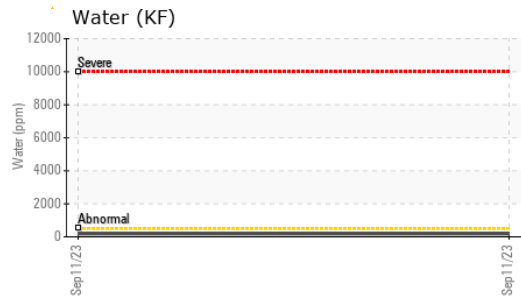 Water (KF)
12000
Severe
10000
8000
Water (ppm)
6000
4000
2000
Abnormal
0
Sep11/23
Sep11/23